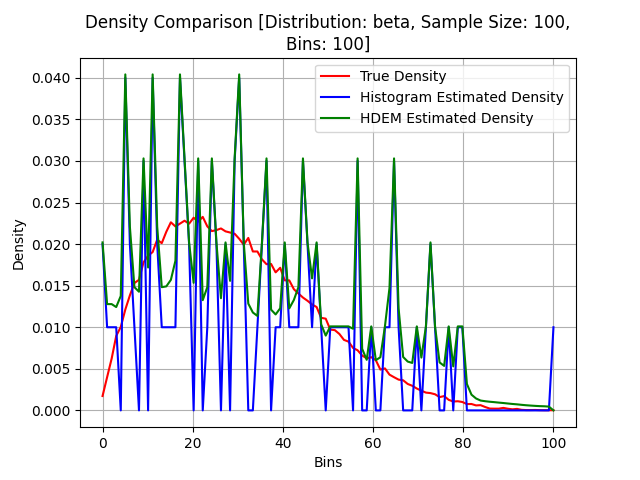 Density Comparison [Distribution: beta, Sample Size: 100,
Bins: 100]
True Density
Histogram Estimated Density
HDEM Estimated Density
Density
0.040
0.035
0.030
0.025
0.020
0.015
0.010
0.005
0.000
0 20 40 60 80 100
Bins